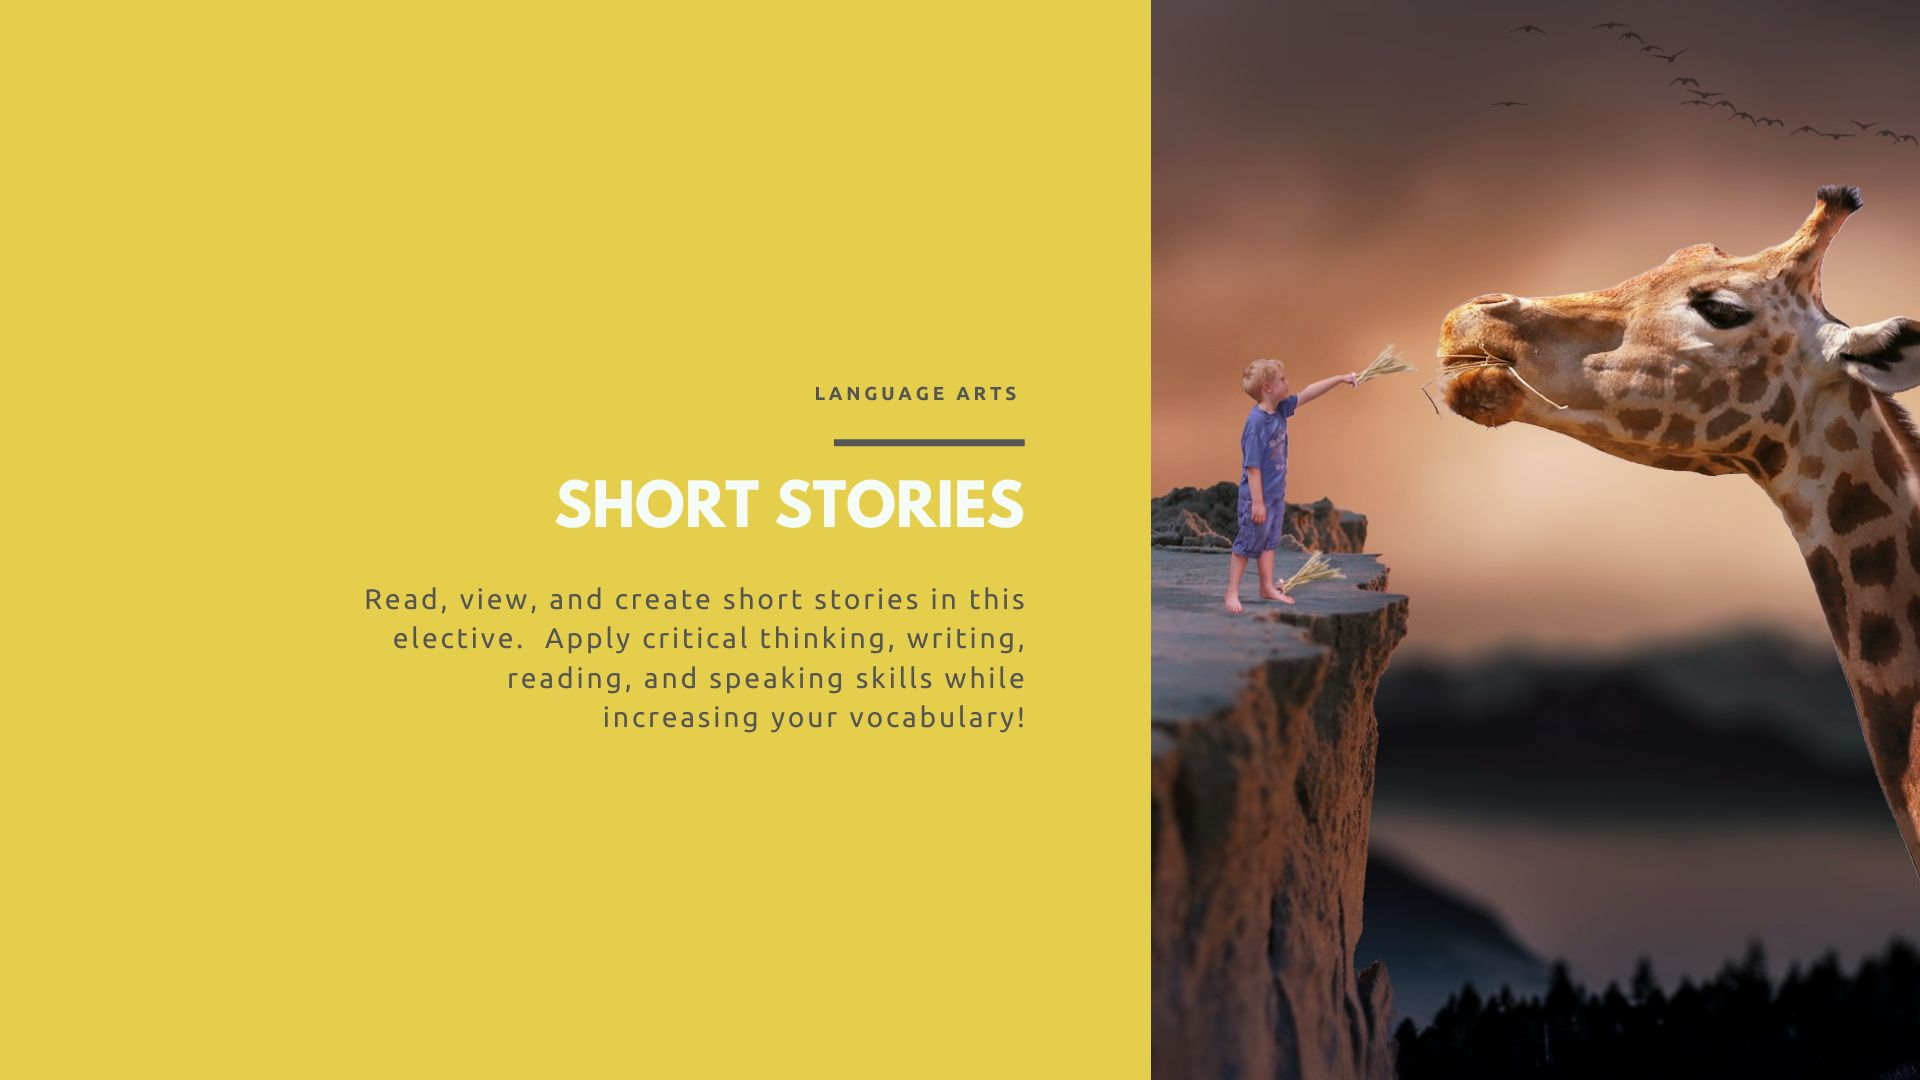 LANGUAGE ARTS
SHORT STORIES
Read, view, and create short stories in this
elective.  Apply critical thinking, writing,
reading, and speaking skills while
increasing your vocabulary!